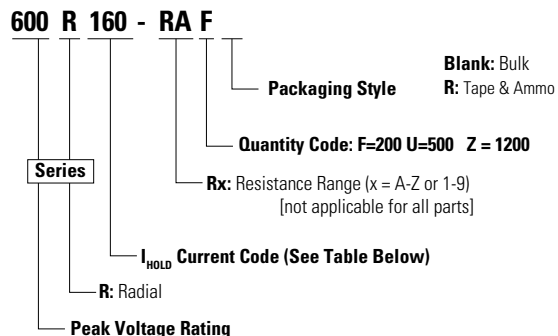 600 R 160 - RA F
Blank: Bulk
Packaging Style
R: Tape & Ammo
Quantity Code: F=200 U=500 Z = 1200
Series
Rx: Resistance Range (x = A-Z or 1-9)
[not applicable for all parts]
IHOLD Current Code (See Table Below)
R: Radial
Peak Voltage Rating